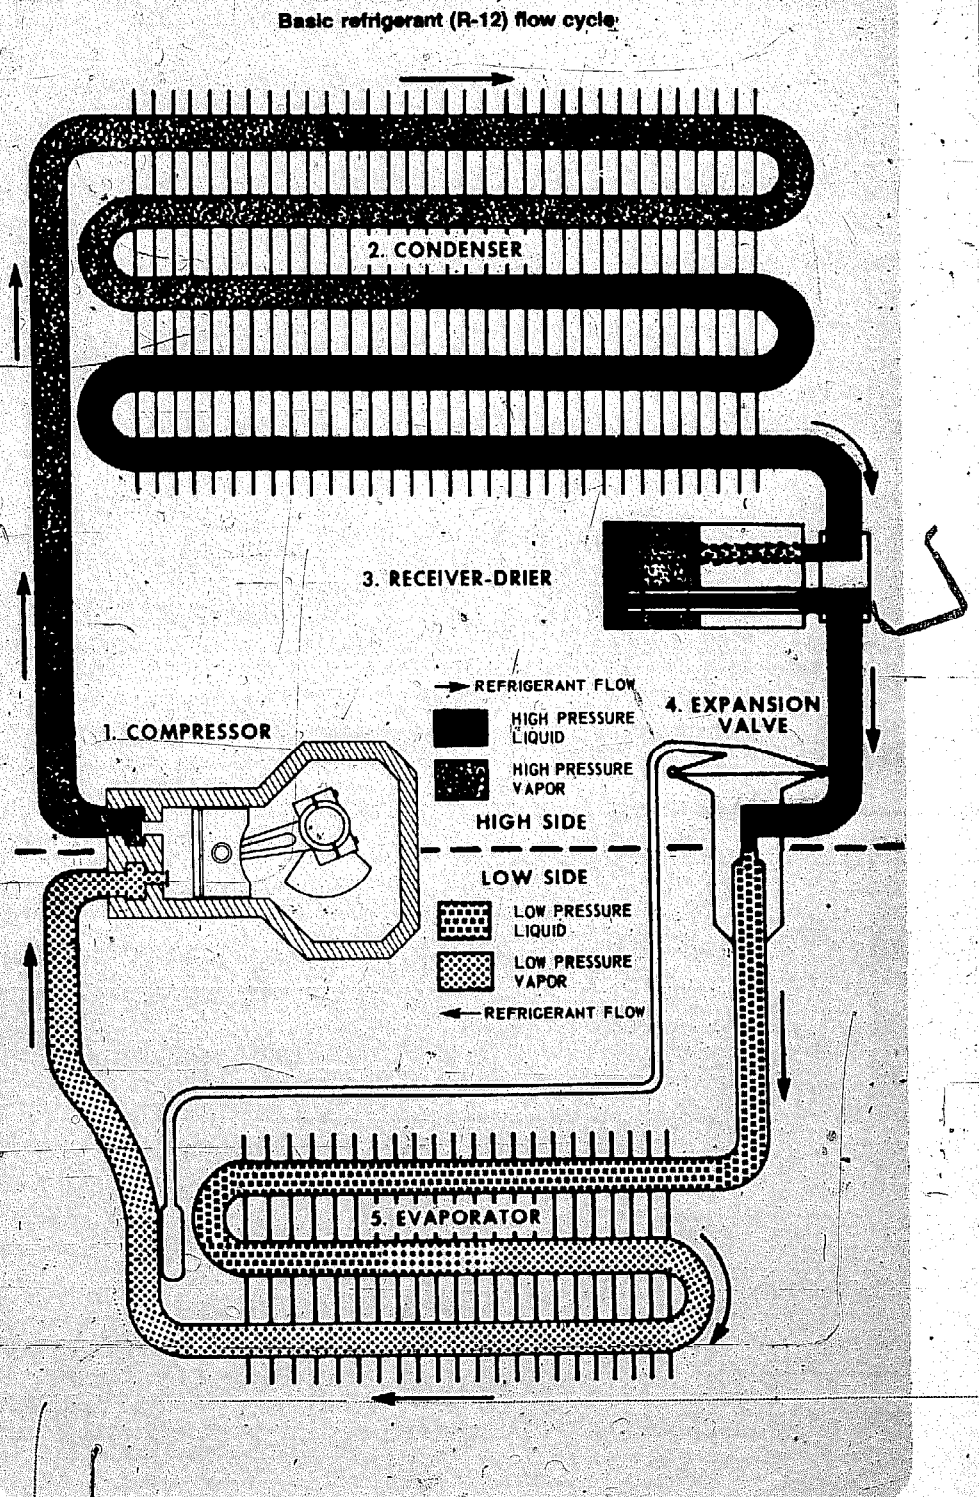 Basic refrigerant (R-12) flow cycle
2. CONDENSER
3. RECEIVER-DRIER
REFRIGERANT FLOW
4. EXPANSION
VALVE
1. COMPRESSOR
HIGH PRESSURE
LIQUID
HIGH PRESSURE
VAPOR
HIGH SIDE
LOW SIDE
LOW PRESSURE
LIQUID
LOW PRESSURE
VAPOR
REFRIGERANT FLOW
5. EVAPORATOR